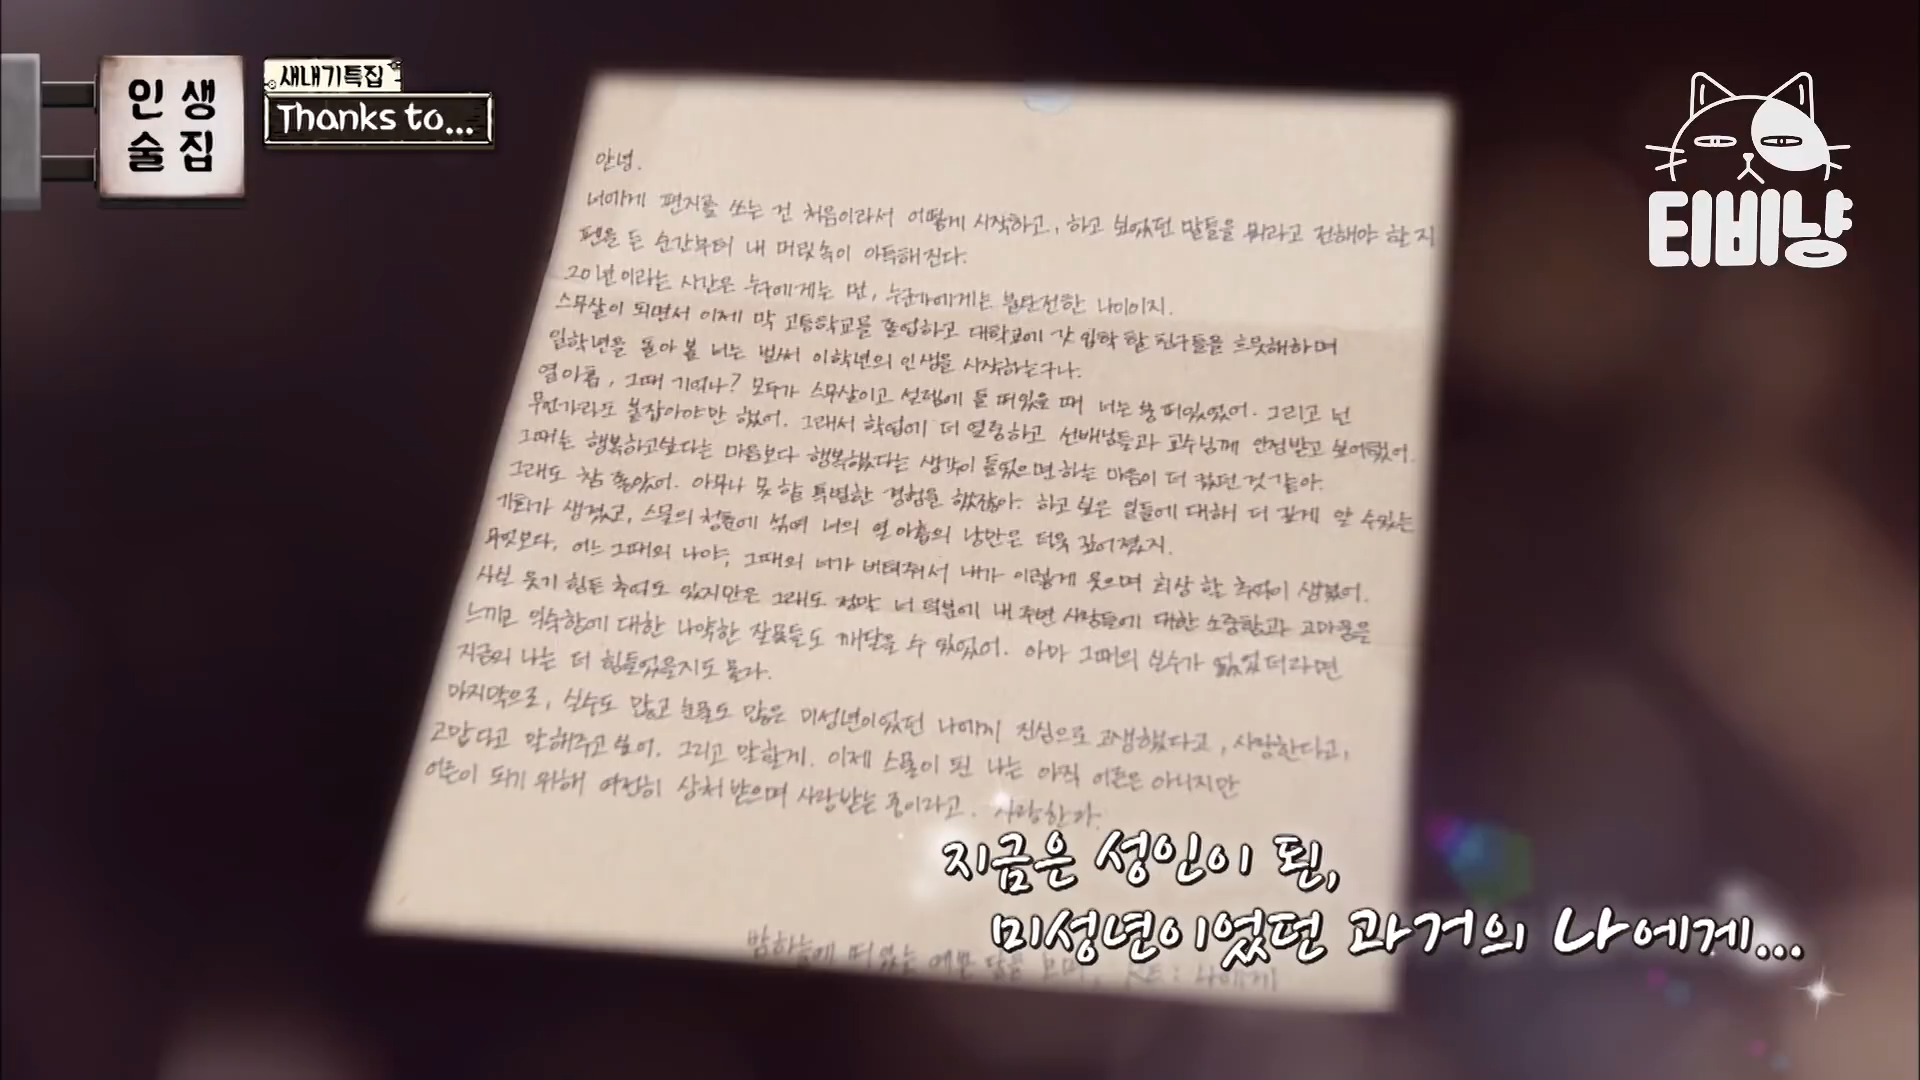 인생
술집
새내기특집
Thanks to...
티비냥
안녕.
너에게 편지를 쓰는 건 처음이라서 어떻게 시작하고, 하고 싶었던 말들을 뭐라고 전해야 할지
펜을 든 순간부터 내 머릿속이 아득해진다.
20년이라는 시간은 누구에게는 먼, 누군가에게는 불완전한 나이이지.
스무살이 되면서 이제 막 고등학교를 졸업하고 대학교에 갓 입학 할 친구들을 흐뭇해하며
일학년을 돌아 볼 너는 벌써 이학년의 인생을 시작하는구나.
열아홉, 그때 기억나? 모두가 스무살이고 설렘에 들 떠있을 때 너는 붕 떠있었어. 그리고 넌
무언가라도 붙잡아야만 했어. 그래서 학업에 더 열중하고 선배님들과 교수님께 인정받고 싶어했어.
그때는 행복하고싶다는 마음보다 행복했다는 생각이 들었으면하는 마음이 더 컸던 것 같아.
그래도 참 좋았어. 아무나 못 할 특별한 경험을 했잖아. 하고 싶은 일들에 대해 더 깊게 알 수있는
기회가 생겼고, 스물의 청춘에 섞여 너의 열 아홉의 낭만은 더욱 깊어졌지.
무엇보다, 어느 그때의 나야, 그때의 너가 버텨줘서 내가 이렇게 웃으며 회상 할 추억이 생겼어.
사실 웃기 힘든 추억도 있지만은 그래도 정말 너 덕분에 내 주변 사람들에 대한 소중함과 고마움을
느끼고 익숙함에 대한 나약한 잘못들도 깨달을 수 있었어. 아마 그때의 실수가 없었더라면
지금의 나는 더 힘들었을지도 몰라.
마지막으로, 실수도 많고 눈물도 많은 미성년이었던 나에게 진심으로 고생했다고, 사랑한다고,
고맙다고 말해주고싶어. 그리고 말할게. 이제 스물이 된 나는 아직 어른은 아니지만
어른이 되기 위해 여전히 상처 받으며 사랑받는 중이라고. 사랑한다.
밤하늘에 떠 있는 예쁜 달을 보며, RE: 나에게
지금은 성인이 된,
미성년이었던 과거의 나에게...